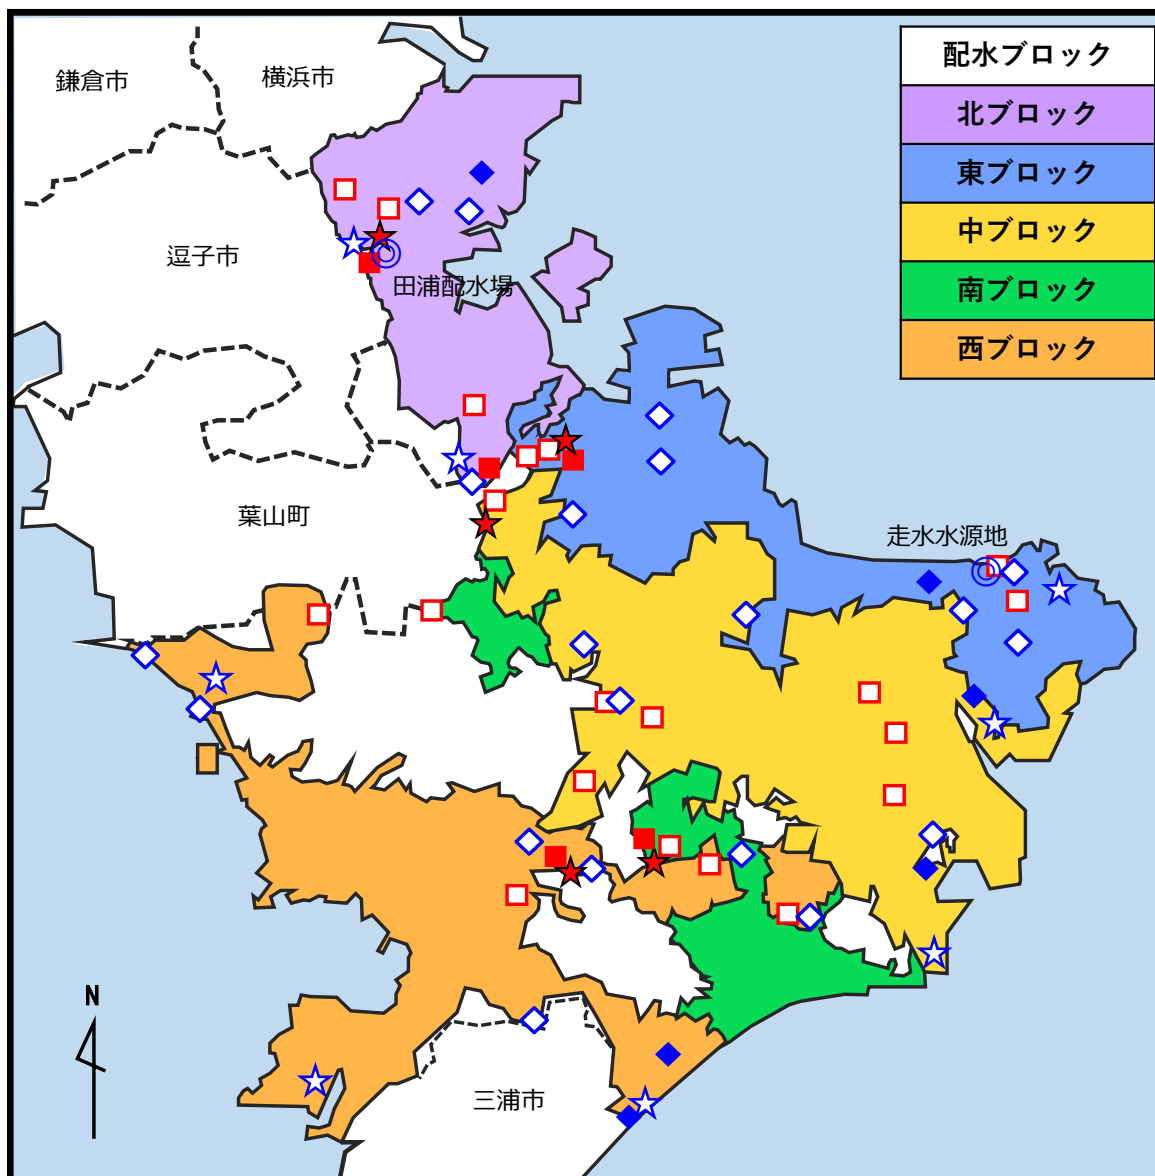 鎌倉市
横浜市
配水ブロック
北ブロック
東ブロック
中ブロック
南ブロック
西ブロック
逗子市
田浦配水場
葉山町
走水水源地
三浦市
N